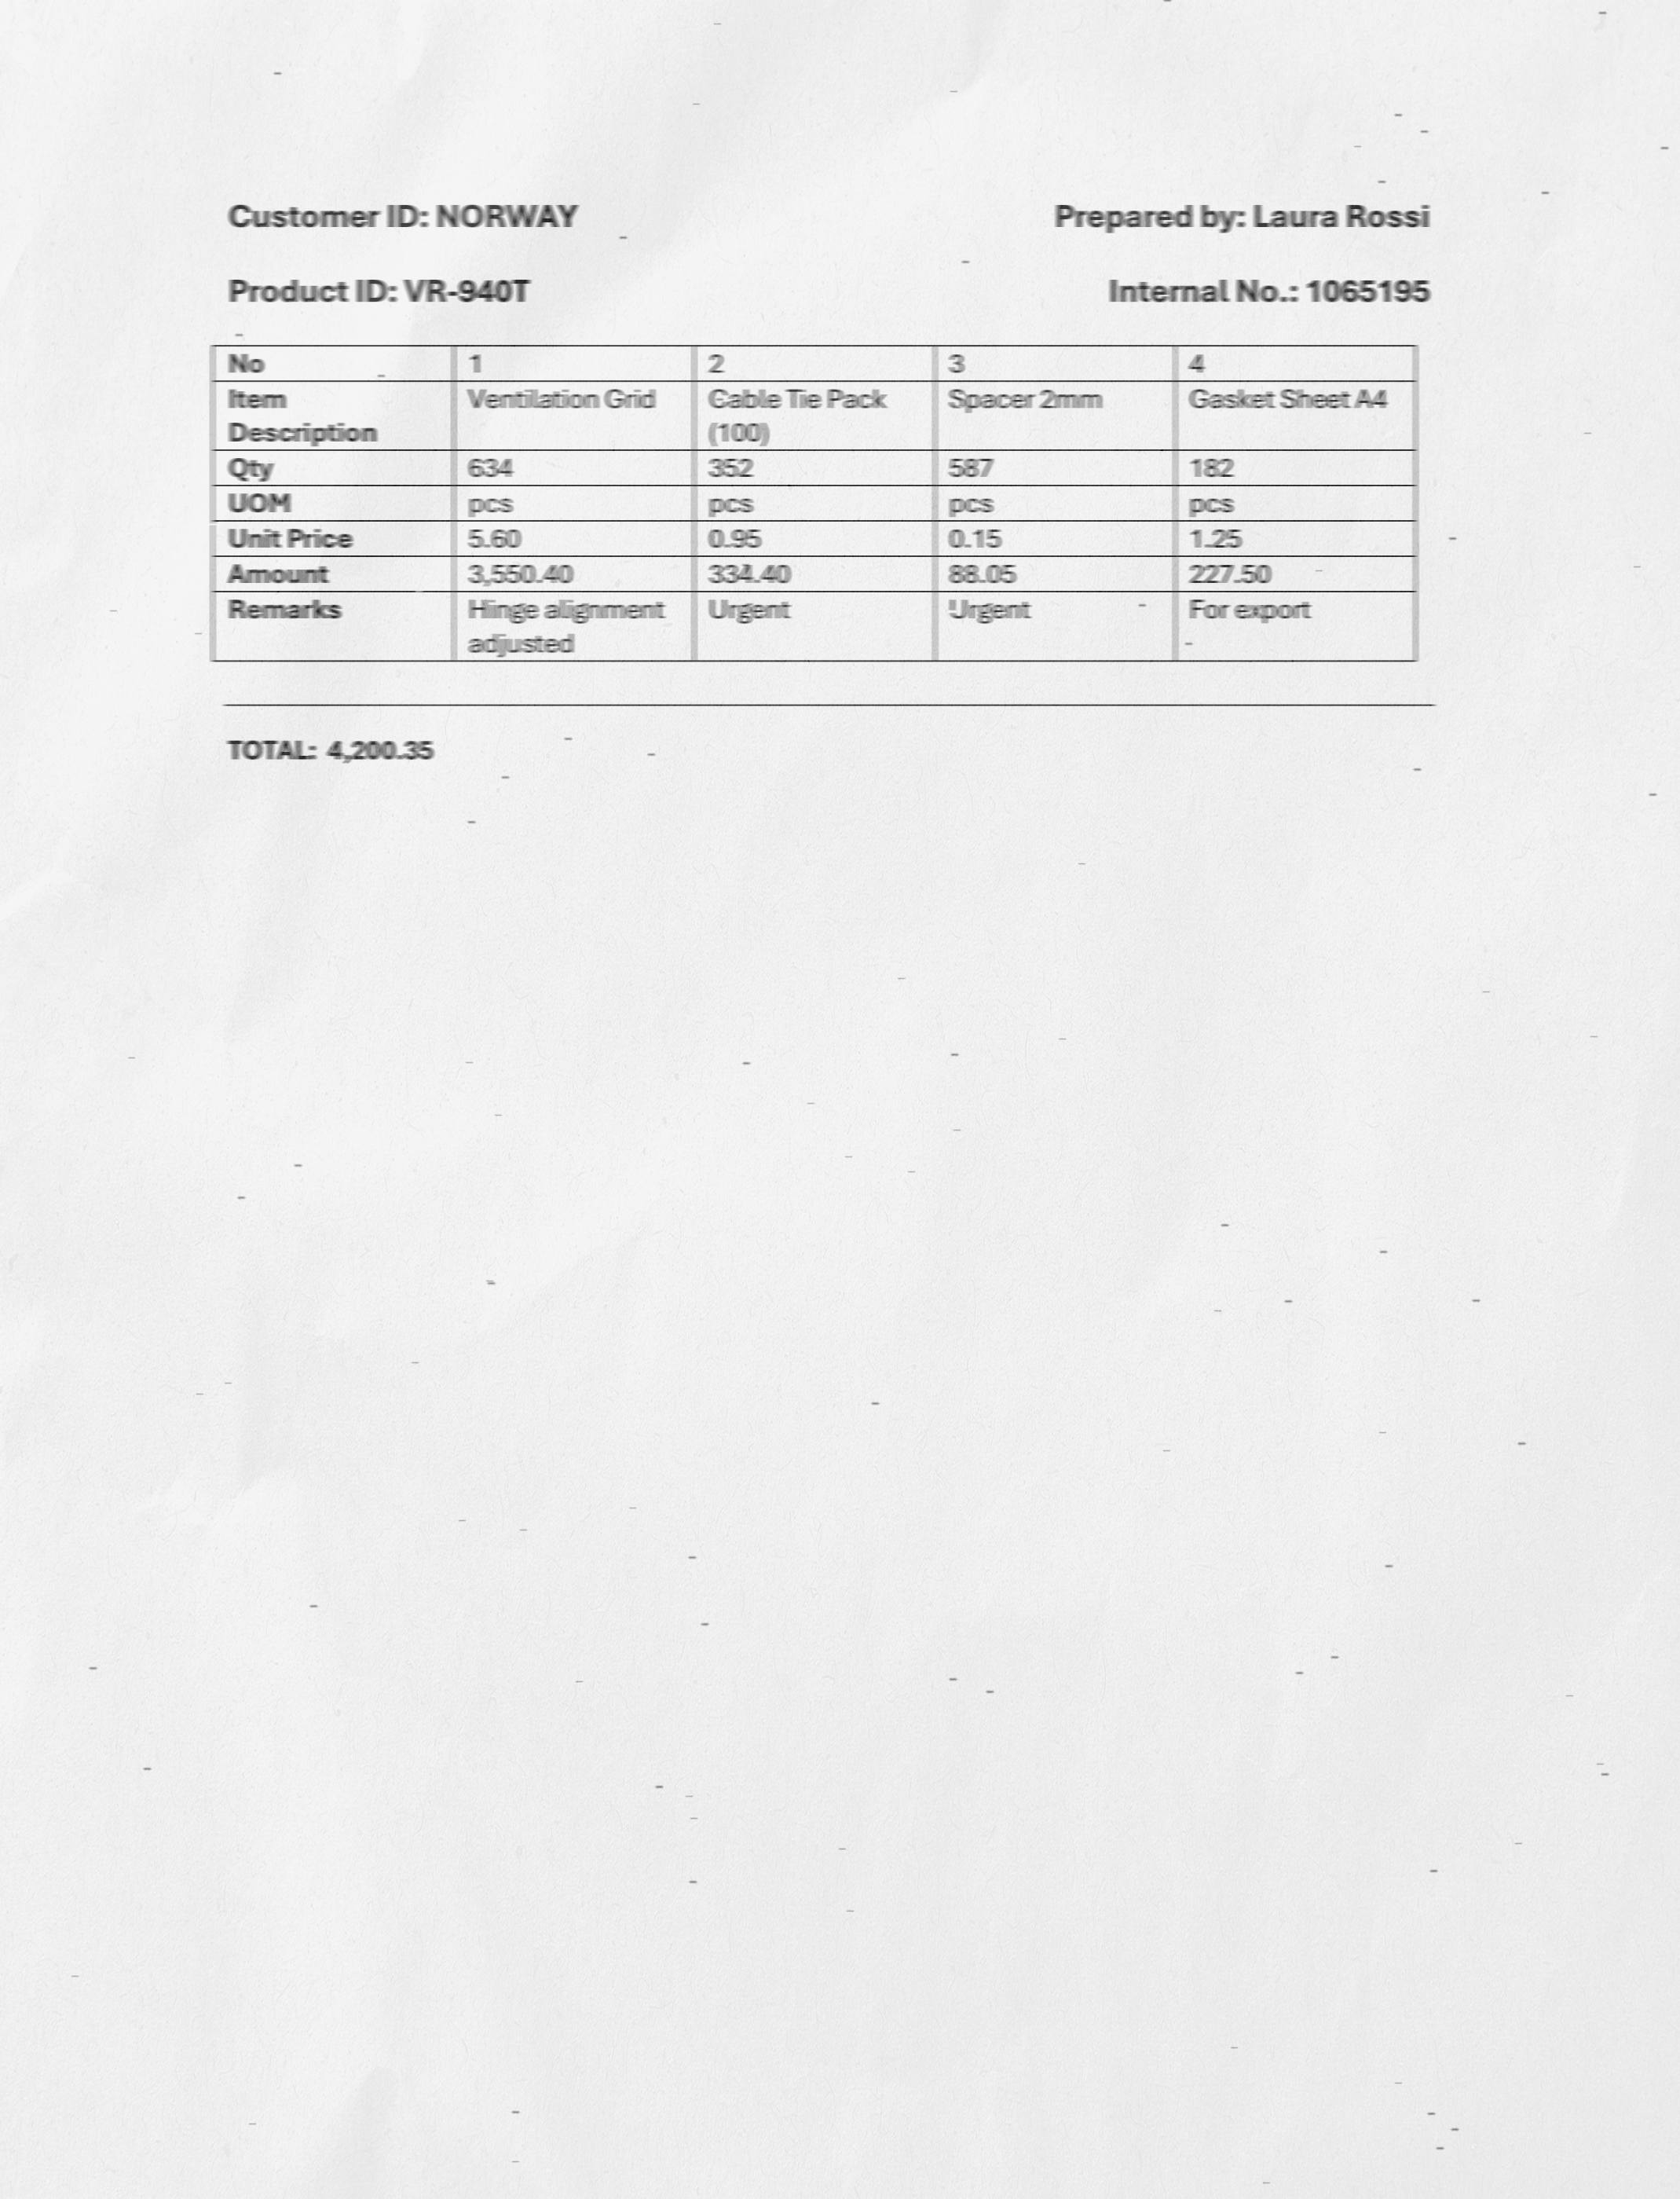 Customer ID: NORWAY Prepared by: Laura Rossi
Product ID: VR-940T Internal No.: 1065195
No 1 2 3 4
Item Description Ventilation Grid Cable Tie Pack (100) Spacer 2mm Gasket Sheet A4
Qty 634 352 587 182
UOM pcs pcs pcs pcs
Unit Price 5.60 0.95 0.15 1.25
Amount 3,550.40 334.40 88.05 227.50
Remarks Hinge alignment adjusted Urgent Urgent For export
TOTAL: 4,200.35